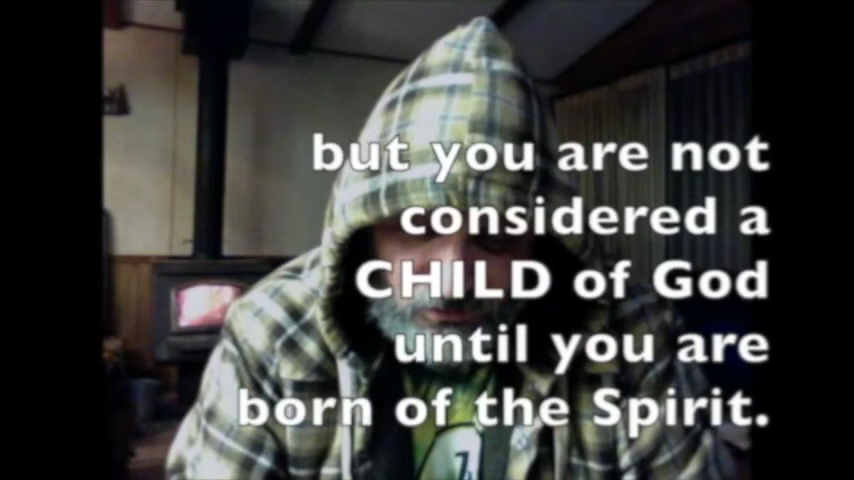 but you are not
considered a
CHILD of God
until you are
born of the Spirit.